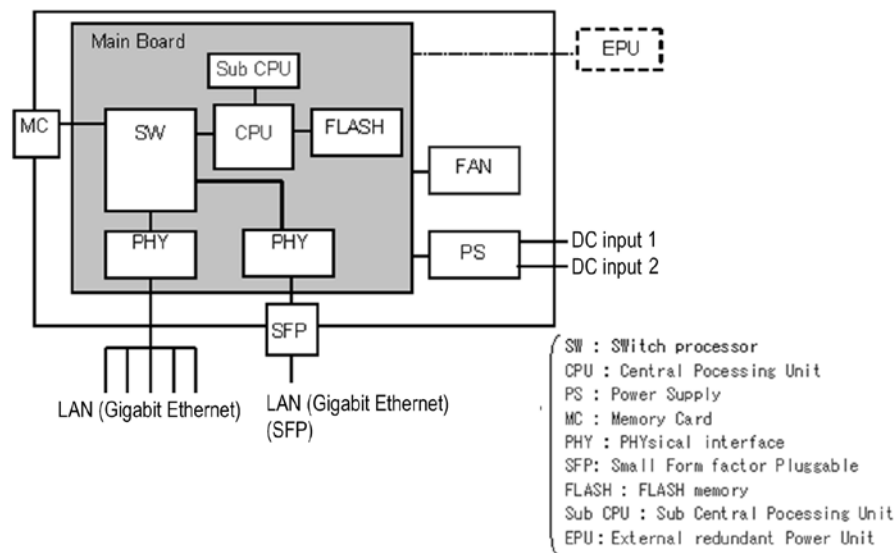 Main Board
EPU
Sub CPU
MC
SW
CPU
FLASH
FAN
PHY
PHY
PS
DC input 1
DC input 2
SFP
LAN (Gigabit Ethernet)
LAN (Gigabit Ethernet)
(SFP)
SW : SWitch processor
CPU : Central Pocessing Unit
PS : Power Supply
MC : Memory Card
PHY : PHYsical interface
SFP: Small Form factor Pluggable
FLASH : FLASH memory
Sub CPU : Sub Central Pocessing Unit
EPU: External redundant Power Unit